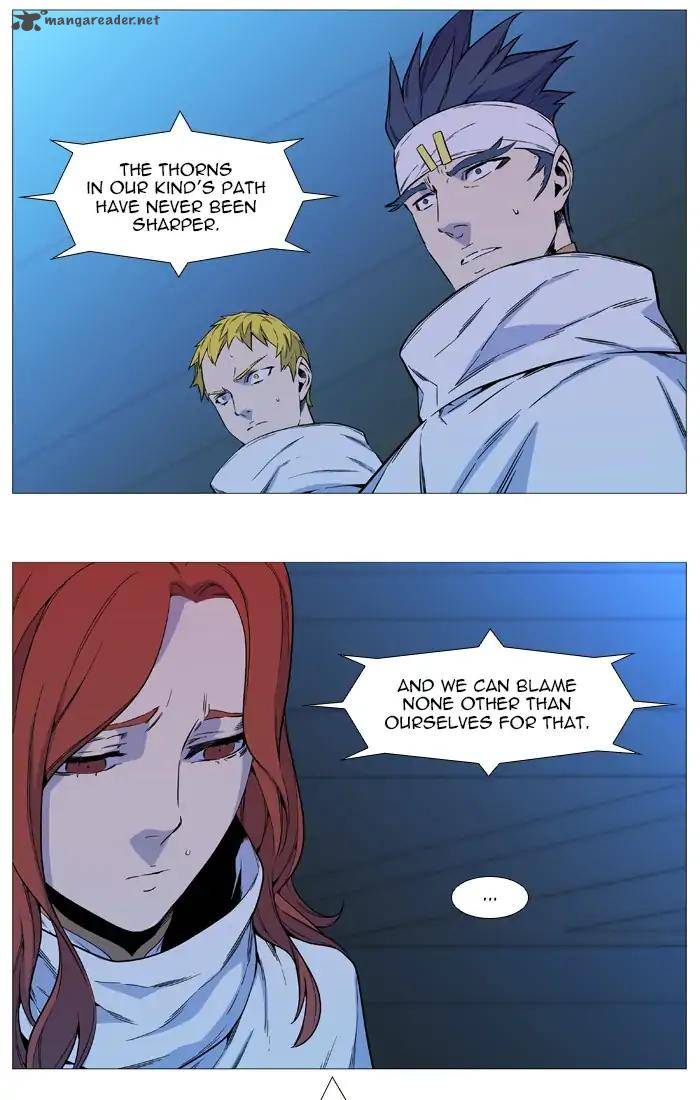 mangareader.net
THE THORNS
IN OUR KIND'S PATH
HAVE NEVER BEEN
SHARPER.
AND WE CAN BLAME
NONE OTHER THAN
OURSELVES FOR THAT.
...